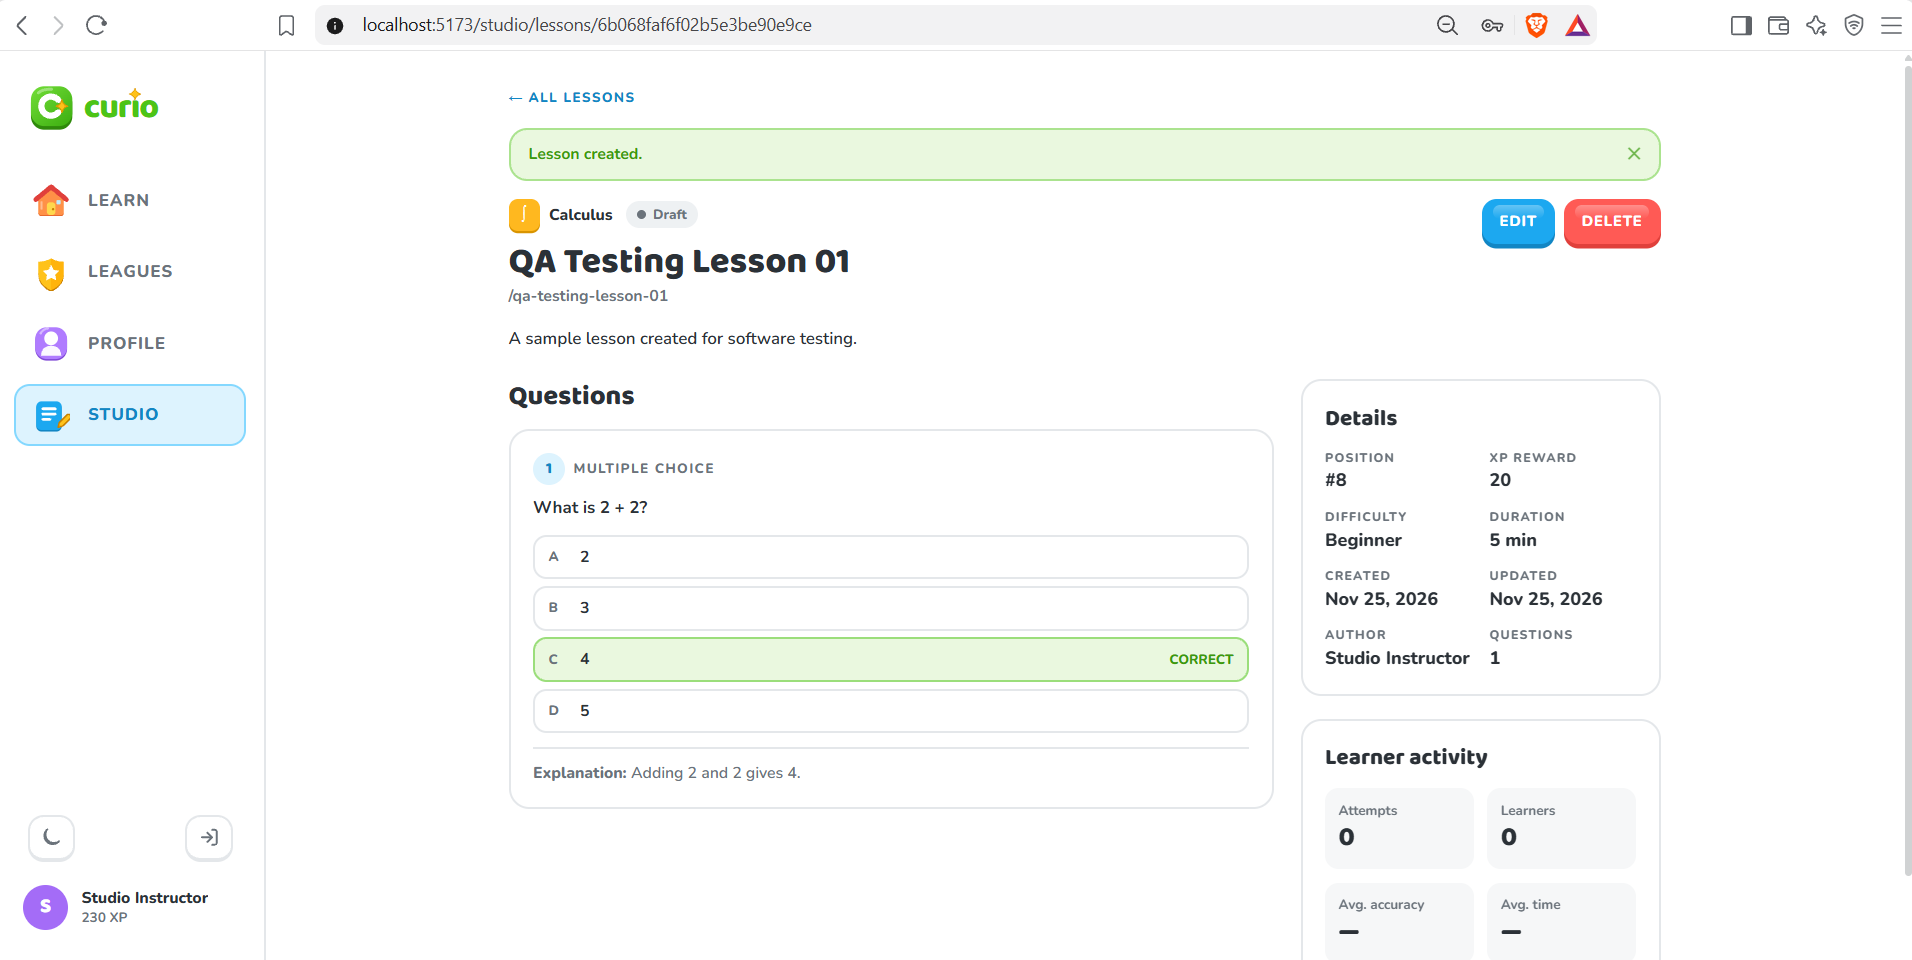 localhost:5173/studio/lessons/6b068faf6f02b5e3be90e9ce
curio
LEARN
LEAGUES
PROFILE
STUDIO
Studio Instructor
230 XP
S
← ALL LESSONS
Lesson created.
∫ Calculus Draft
EDIT DELETE
QA Testing Lesson 01
/qa-testing-lesson-01
A sample lesson created for software testing.
Questions
1 MULTIPLE CHOICE
What is 2 + 2?
A 2
B 3
C 4 CORRECT
D 5
Explanation: Adding 2 and 2 gives 4.
Details
POSITION XP REWARD
#8 20
DIFFICULTY DURATION
Beginner 5 min
CREATED UPDATED
Nov 25, 2026 Nov 25, 2026
AUTHOR QUESTIONS
Studio Instructor 1
Learner activity
Attempts Learners
0 0
Avg. accuracy Avg. time
— —